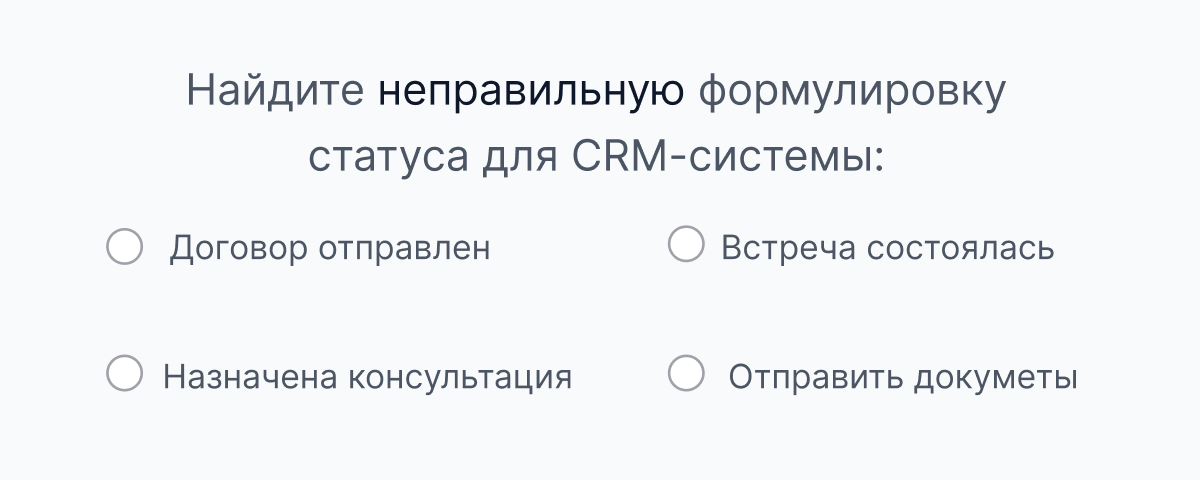 Найдите неправильную формулировку
статуса для CRM-системы:
Договор отправлен
Встреча состоялась
Назначена консультация
Отправить докуметы